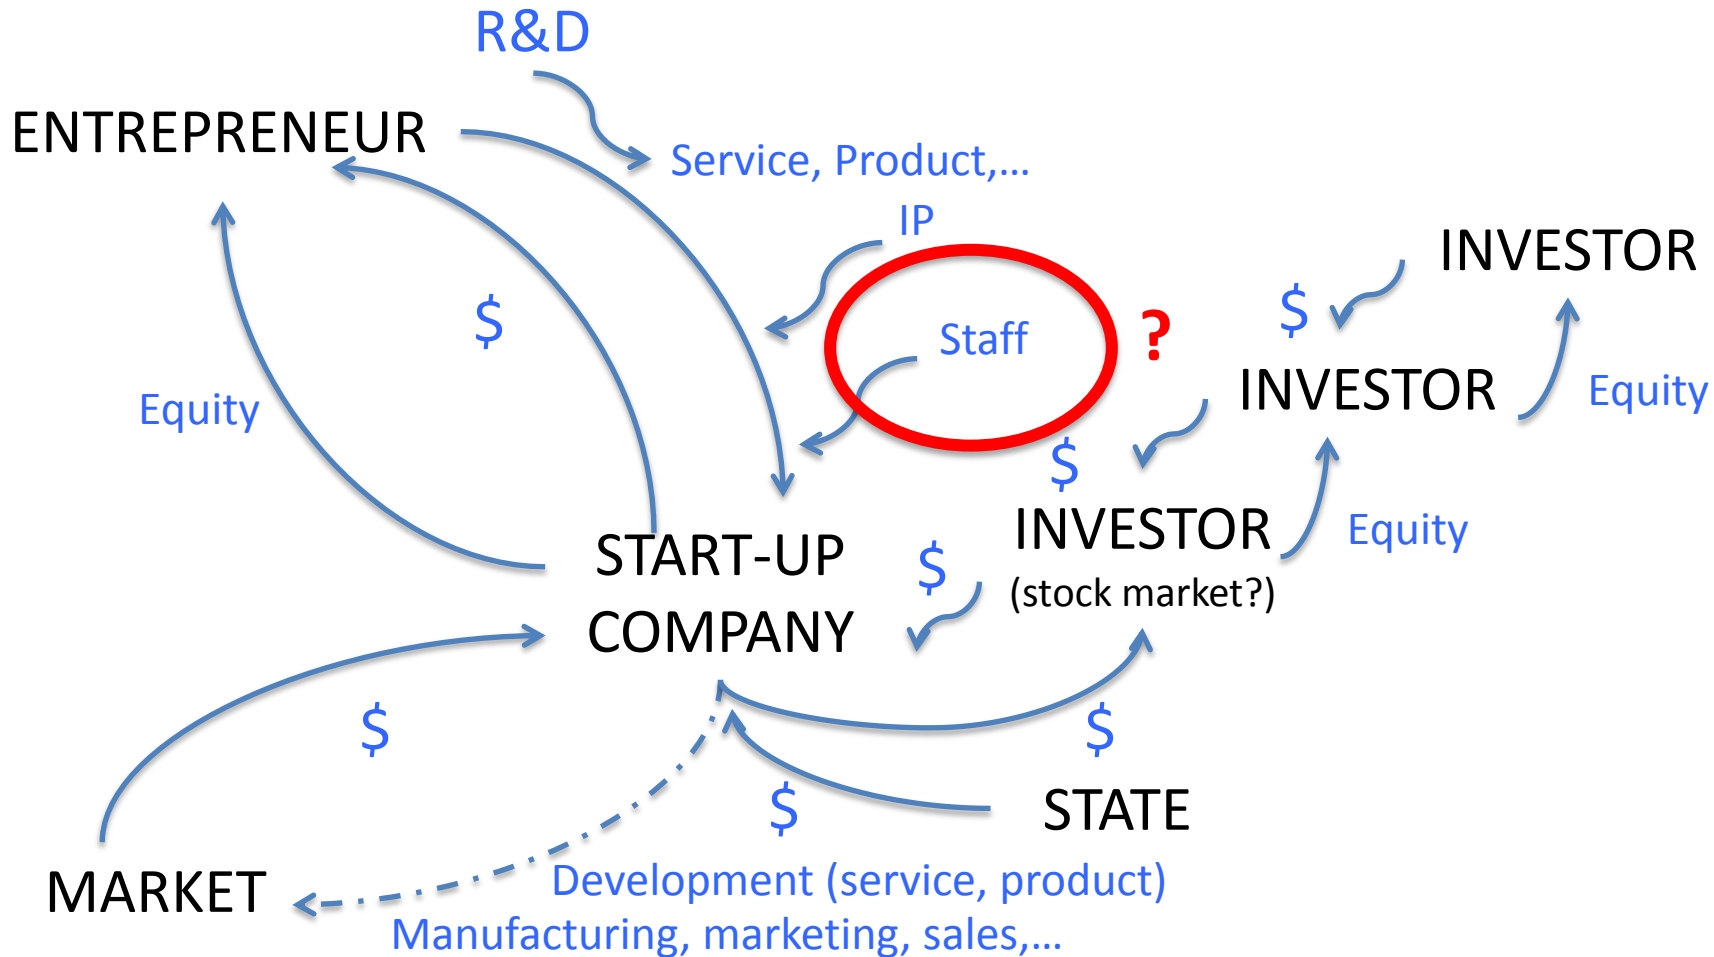 R&D
ENTREPRENEUR
Service, Product,...
IP
INVESTOR
$
$
Staff
?
INVESTOR
Equity
Equity
$
INVESTOR
Equity
START-UP
$
(stock market?)
COMPANY
$
$
$
STATE
MARKET
Development (service, product)
Manufacturing, marketing, sales,...